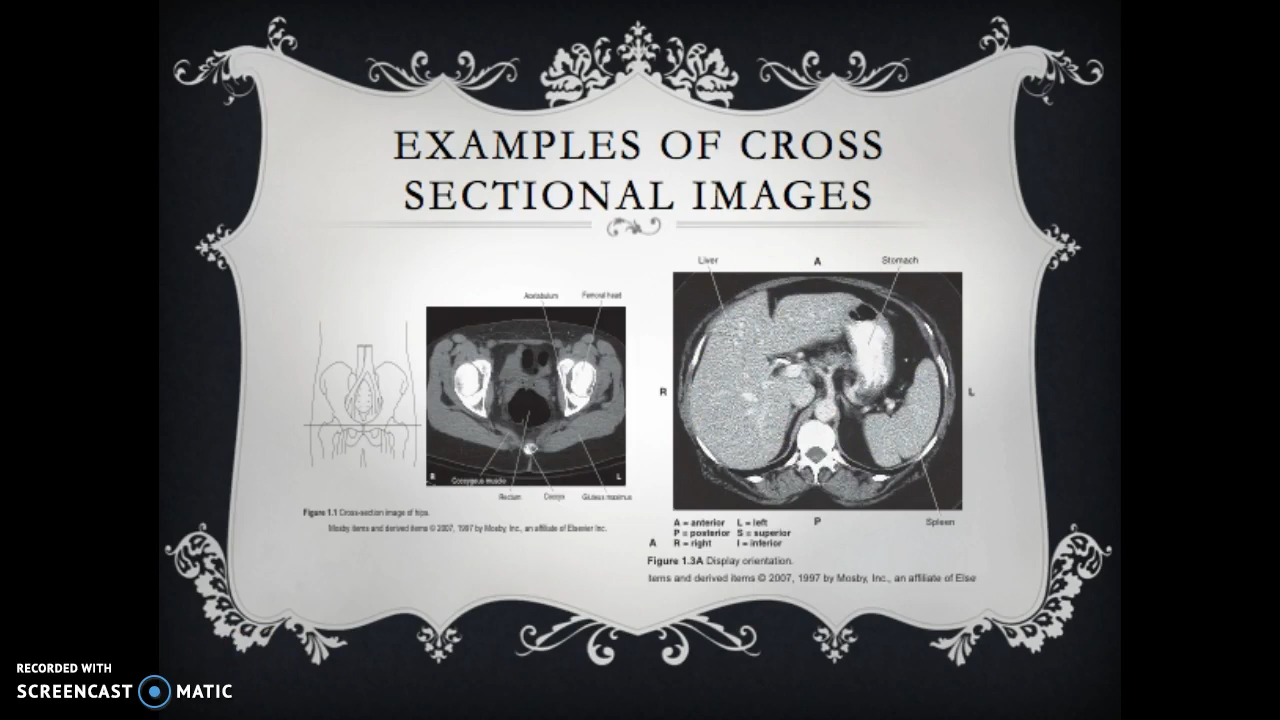 EXAMPLES OF CROSS
SECTIONAL IMAGES
Acetabulum Femoral head
R L
Coccygeus muscle
Rectum Coccyx Gluteus maximus
Figure 1.1 Cross-section image of hips.
Mosby items and derived items © 2007, 1997 by Mosby, Inc., an affiliate of Elsevier Inc.
Liver A Stomach
R L
P Spleen
A = anterior L = left
P = posterior S = superior
A R = right I = inferior
Figure 1.3A Display orientation.
items and derived items © 2007, 1997 by Mosby, Inc., an affiliate of Else
RECORDED WITH
SCREENCAST MATIC